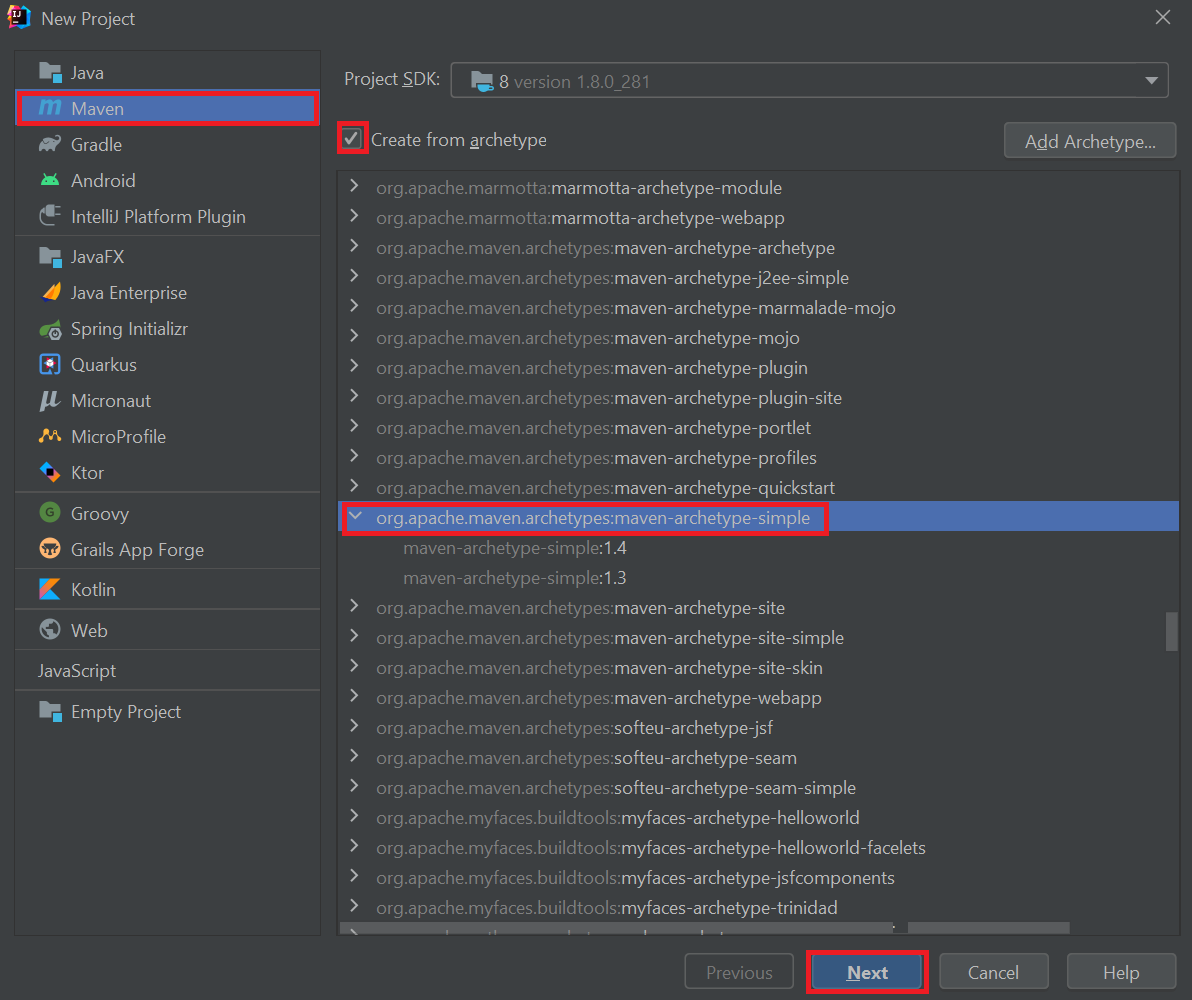 New Project
Java
Maven
Gradle
Android
IntelliJ Platform Plugin
JavaFX
Java Enterprise
Spring Initializr
Quarkus
Micronaut
MicroProfile
Ktor
Groovy
Grails App Forge
Kotlin
Web
JavaScript
Empty Project
Project SDK: 8 version 1.8.0_281
Create from archetype
Add Archetype...
org.apache.marmotta:marmotta-archetype-module
org.apache.marmotta:marmotta-archetype-webapp
org.apache.maven.archetypes:maven-archetype-archetype
org.apache.maven.archetypes:maven-archetype-j2ee-simple
org.apache.maven.archetypes:maven-archetype-marmalade-mojo
org.apache.maven.archetypes:maven-archetype-mojo
org.apache.maven.archetypes:maven-archetype-plugin
org.apache.maven.archetypes:maven-archetype-plugin-site
org.apache.maven.archetypes:maven-archetype-portlet
org.apache.maven.archetypes:maven-archetype-profiles
org.apache.maven.archetypes:maven-archetype-quickstart
org.apache.maven.archetypes:maven-archetype-simple
maven-archetype-simple:1.4
maven-archetype-simple:1.3
org.apache.maven.archetypes:maven-archetype-site
org.apache.maven.archetypes:maven-archetype-site-simple
org.apache.maven.archetypes:maven-archetype-site-skin
org.apache.maven.archetypes:maven-archetype-webapp
org.apache.maven.archetypes:softeu-archetype-jsf
org.apache.maven.archetypes:softeu-archetype-seam
org.apache.maven.archetypes:softeu-archetype-seam-simple
org.apache.myfaces.buildtools:myfaces-archetype-helloworld
org.apache.myfaces.buildtools:myfaces-archetype-helloworld-facelets
org.apache.myfaces.buildtools:myfaces-archetype-jsfcomponents
org.apache.myfaces.buildtools:myfaces-archetype-trinidad
Previous
Next
Cancel
Help